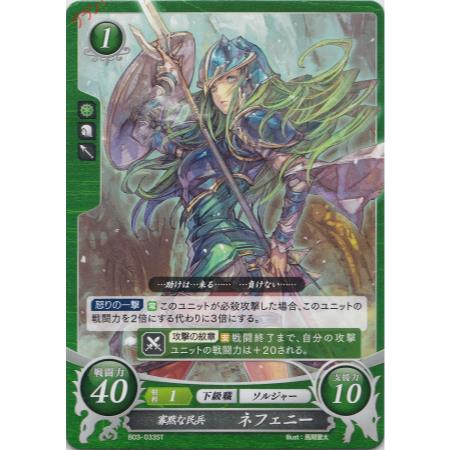 1
…助けは…来る…… …負けない……
怒りの一撃 常 このユニットが必殺攻撃した場合、このユニットの
戦闘力を2倍にする代わりに3倍にする。
攻撃の紋章 攻 戦闘終了まで、自分の攻撃
ユニットの戦闘力は+20される。
戦闘力
40
射程 1
下級職
ソルジャー
支援力
10
寡黙な民兵 ネフェニー
B03-033ST